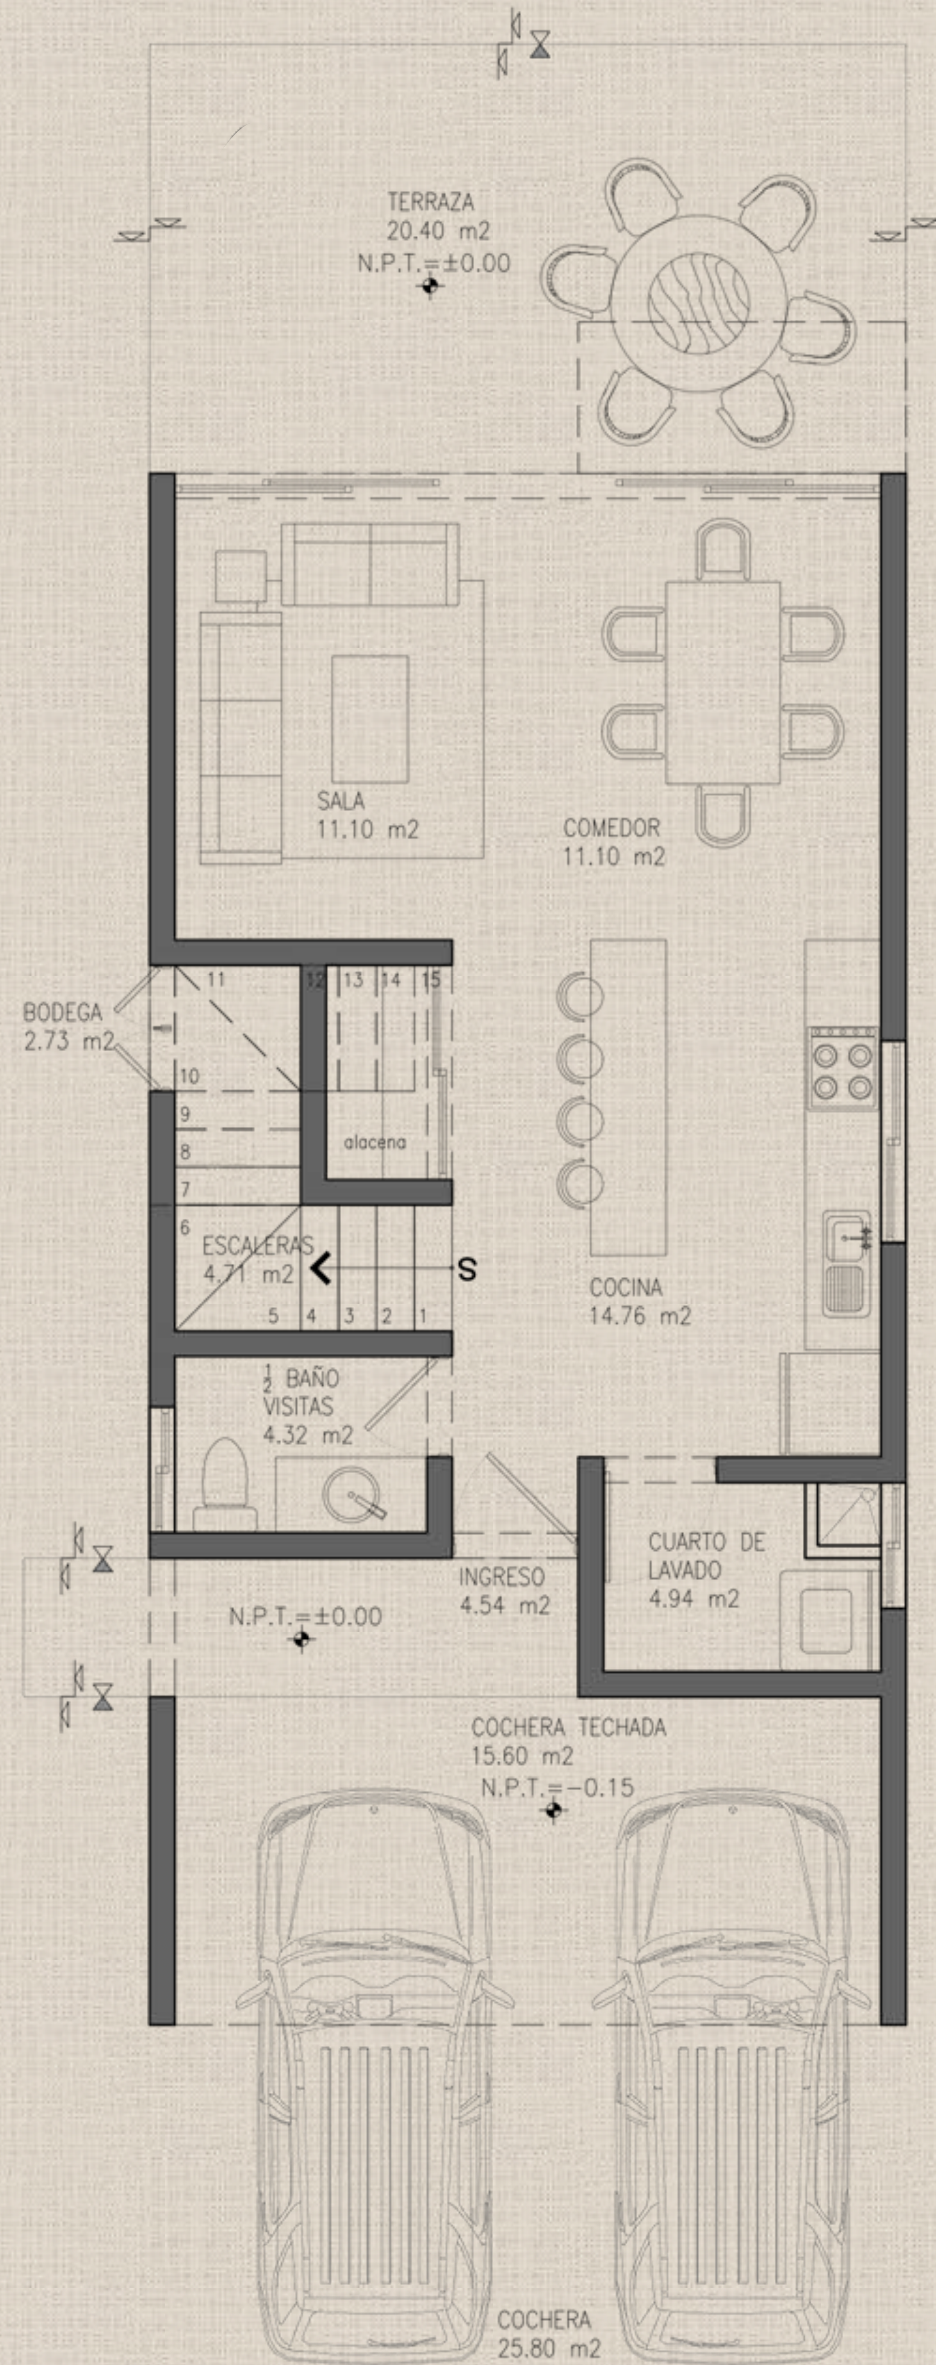 TERRAZA
20.40 m2
N.P.T.=±0.00
SALA
11.10 m2
COMEDOR
11.10 m2
11
12
13
14
15
BODEGA
2.73 m2
10
9
8
alacena
7
6
ESCALERAS
4.71 m2
S
5
4
3
2
1
COCINA
14.76 m2
½ BAÑO
VISITAS
4.32 m2
CUARTO DE
LAVADO
4.94 m2
INGRESO
4.54 m2
N.P.T.=±0.00
COCHERA TECHADA
15.60 m2
N.P.T.=-0.15
COCHERA
25.80 m2